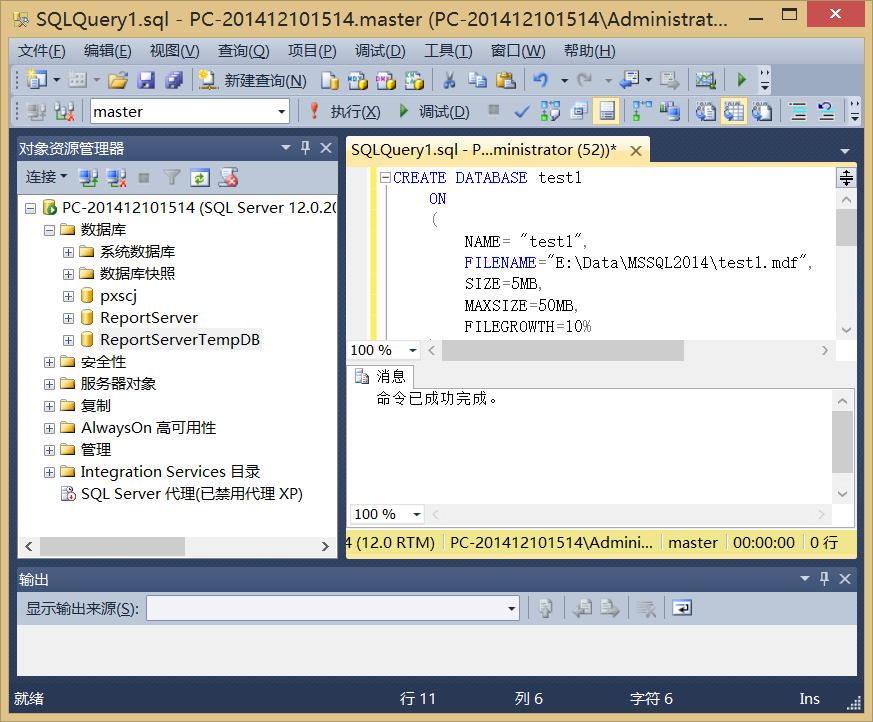 SQLQuery1.sql - PC-201412101514.master (PC-201412101514\Administrat...
文件(F) 编辑(E) 视图(V) 查询(Q) 项目(P) 调试(D) 工具(T) 窗口(W) 帮助(H)
新建查询(N)
master 执行(X) 调试(D)
对象资源管理器
连接
PC-201412101514 (SQL Server 12.0.20
数据库
系统数据库
数据库快照
pxscj
ReportServer
ReportServerTempDB
安全性
服务器对象
复制
AlwaysOn 高可用性
管理
Integration Services 目录
SQL Server 代理(已禁用代理 XP)
SQLQuery1.sql - P...ministrator (52))*
CREATE DATABASE test1
ON
(
NAME= "test1",
FILENAME="E:\Data\MSSQL2014\test1.mdf",
SIZE=5MB,
MAXSIZE=50MB,
FILEGROWTH=10%
100 %
消息
命令已成功完成。
100 %
4 (12.0 RTM) PC-201412101514\Admini... master 00:00:00 0 行
输出
显示输出来源(S):
就绪 行 11 列 6 字符 6 Ins